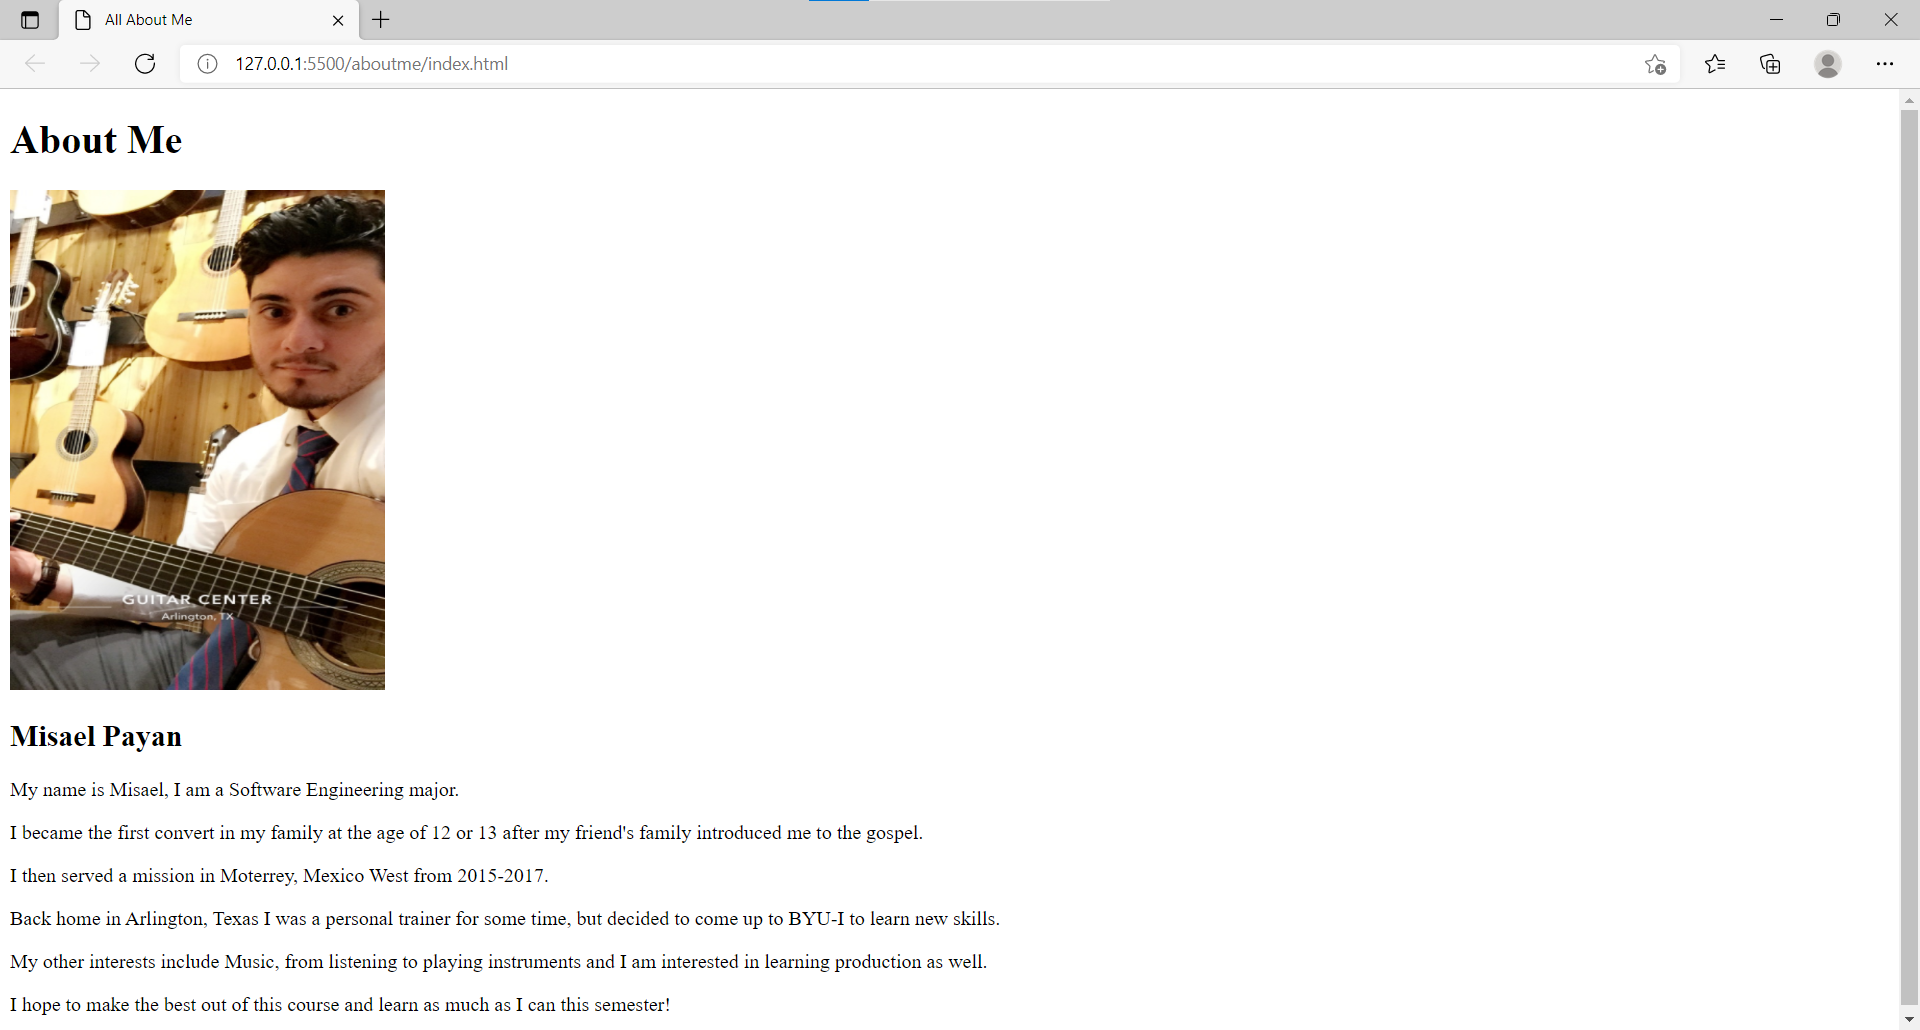 All About Me
127.0.0.1:5500/aboutme/index.html
About Me
GUITAR CENTER
Arlington, TX
Misael Payan
My name is Misael, I am a Software Engineering major.
I became the first convert in my family at the age of 12 or 13 after my friend's family introduced me to the gospel.
I then served a mission in Moterrey, Mexico West from 2015-2017.
Back home in Arlington, Texas I was a personal trainer for some time, but decided to come up to BYU-I to learn new skills.
My other interests include Music, from listening to playing instruments and I am interested in learning production as well.
I hope to make the best out of this course and learn as much as I can this semester!